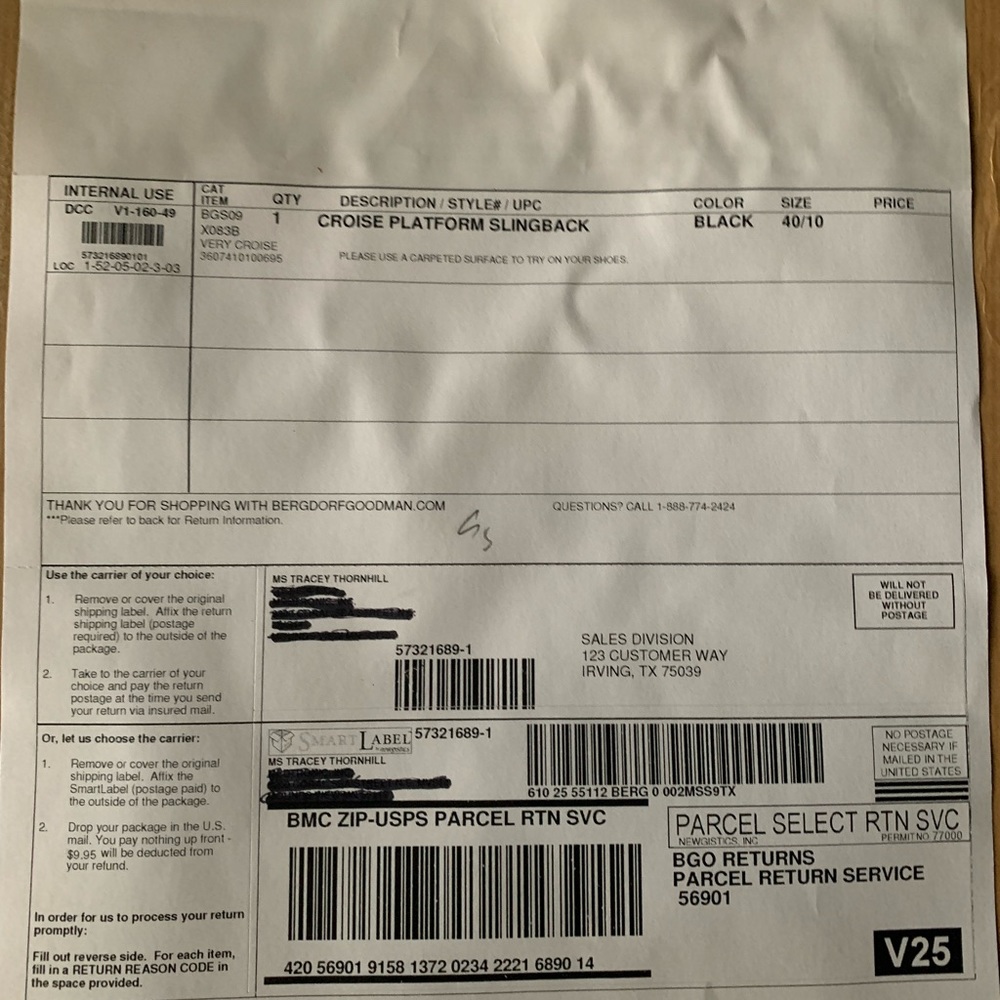 INTERNAL USE
CAT ITEM QTY DESCRIPTION / STYLE# / UPC COLOR SIZE PRICE
DCC V1-160-49
BGS09 1 CROISE PLATFORM SLINGBACK BLACK 40/10
X083B
VERY CROISE
573216890101
3607410100695 PLEASE USE A CARPETED SURFACE TO TRY ON YOUR SHOES.
LOC 1-52-05-02-3-03
THANK YOU FOR SHOPPING WITH BERGDORFGOODMAN.COM QUESTIONS? CALL 1-888-774-2424
***Please refer to back for Return Information.
Use the carrier of your choice:
1. Remove or cover the original
shipping label. Affix the return
shipping label (postage
required) to the outside of the
package.
2. Take to the carrier of your
choice and pay the return
postage at the time you send
your return via insured mail.
MS TRACEY THORNHILL
57321689-1
SALES DIVISION
123 CUSTOMER WAY
IRVING, TX 75039
WILL NOT
BE DELIVERED
WITHOUT
POSTAGE
Or, let us choose the carrier:
1. Remove or cover the original
shipping label. Affix the
SmartLabel (postage paid) to
the outside of the package.
2. Drop your package in the U.S.
mail. You pay nothing up front -
$9.95 will be deducted from
your refund.
In order for us to process your return
promptly:
Fill out reverse side. For each item,
fill in a RETURN REASON CODE in
the space provided.
SMARTLABEL 57321689-1
MS TRACEY THORNHILL
610 25 55112 BERG 0 002MSS9TX
NO POSTAGE
NECESSARY IF
MAILED IN THE
UNITED STATES
BMC ZIP-USPS PARCEL RTN SVC
PARCEL SELECT RTN SVC
NEWGISTICS, INC PERMIT NO 77000
BGO RETURNS
PARCEL RETURN SERVICE
56901
420 56901 9158 1372 0234 2221 6890 14
V25